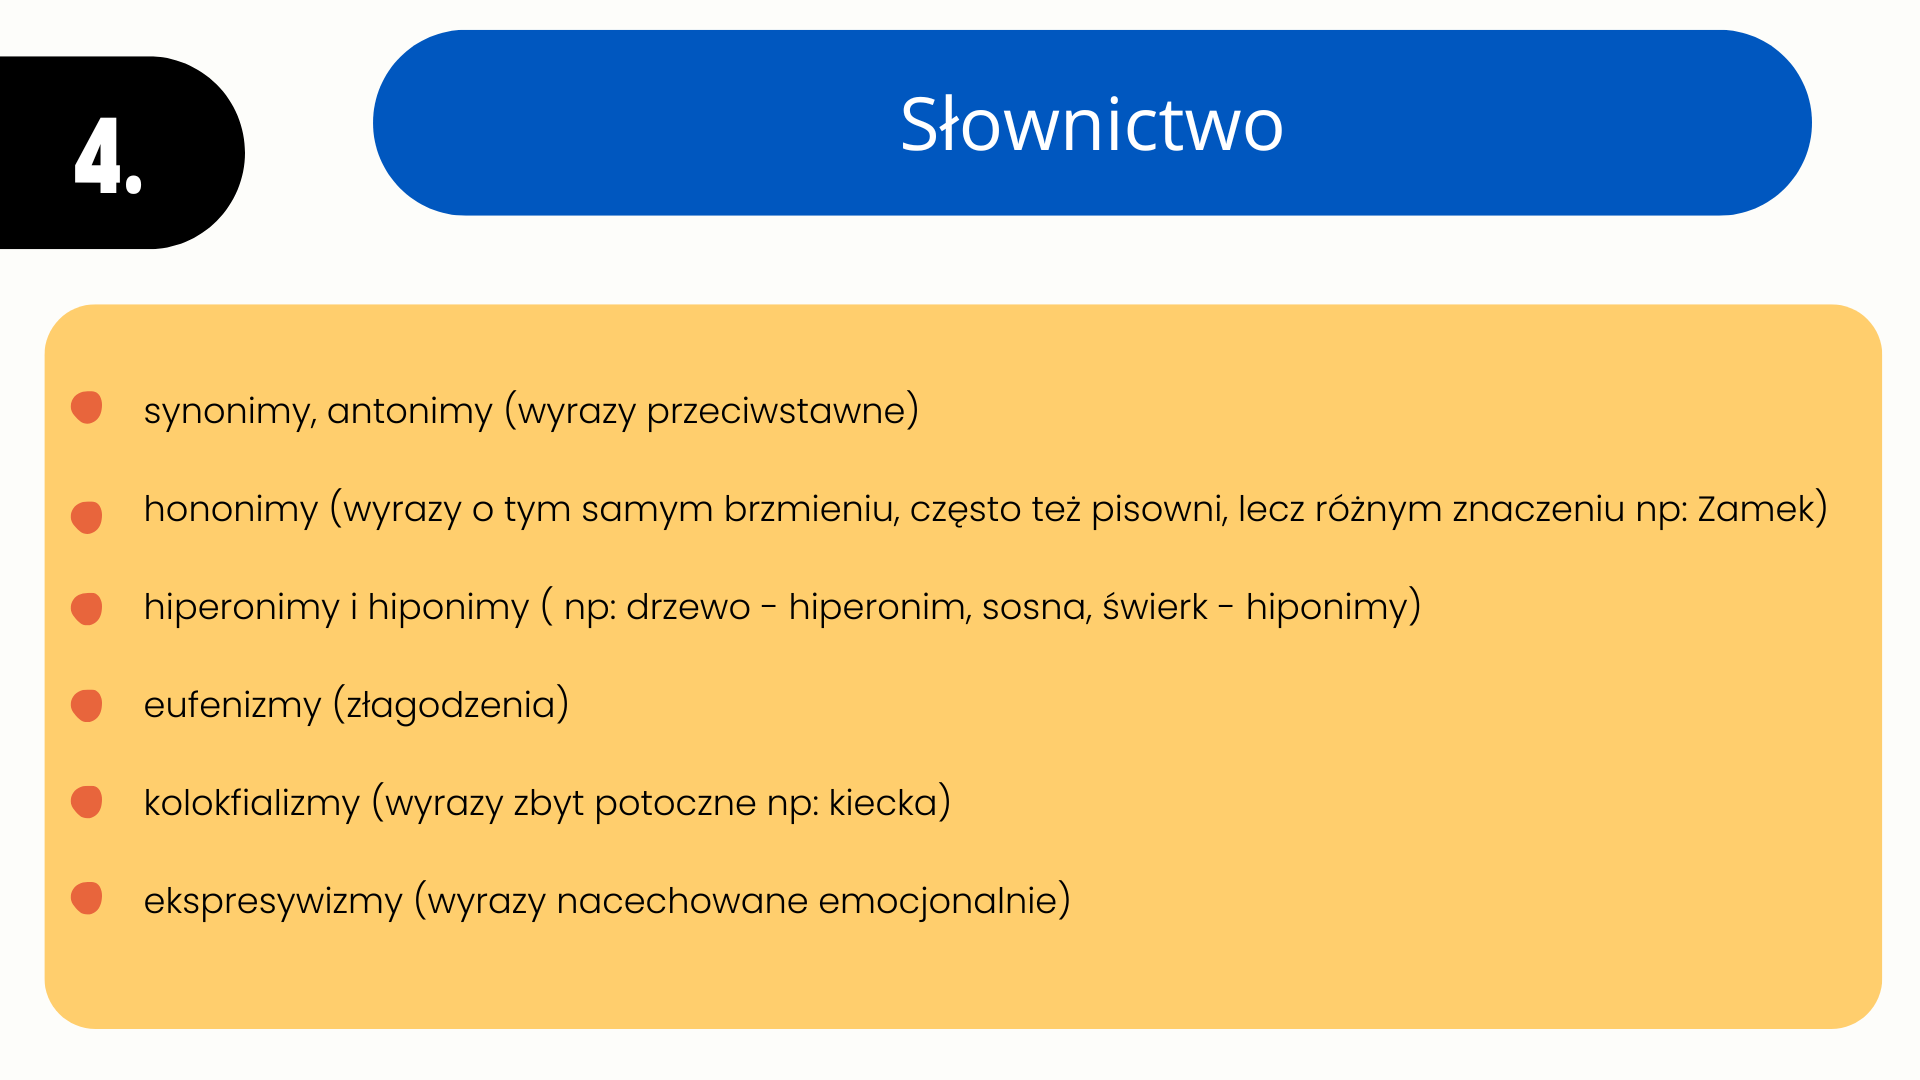 4.
Słownictwo
synonimy, antonimy (wyrazy przeciwstawne)
hononimy (wyrazy o tym samym brzmieniu, często też pisowni, lecz różnym znaczeniu np: Zamek)
hiperonimy i hiponimy ( np: drzewo - hiperonim, sosna, świerk - hiponimy)
eufenizmy (złagodzenia)
kolokfializmy (wyrazy zbyt potoczne np: kiecka)
ekspresywizmy (wyrazy nacechowane emocjonalnie)